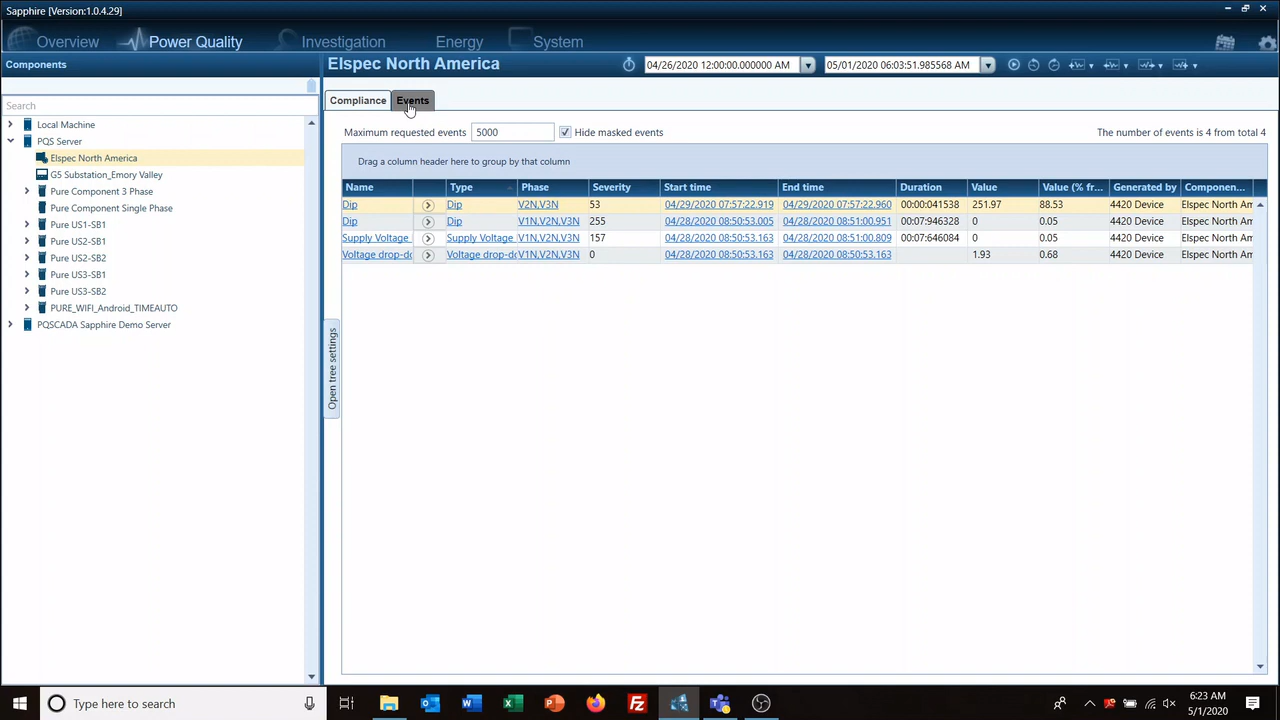 Sapphire [Version:1.0.4.29]
Overview Power Quality Investigation Energy System
Components
Elspec North America 04/26/2020 12:00:00.000000 AM 05/01/2020 06:03:51.985568 AM
Search
Local Machine
PQS Server
Elspec North America
G5 Substation_Emory Valley
Pure Component 3 Phase
Pure Component Single Phase
Pure US1-SB1
Pure US2-SB1
Pure US2-SB2
Pure US3-SB1
Pure US3-SB2
PURE_WIFI_Android_TIMEAUTO
PQSCADA Sapphire Demo Server
Open tree settings
Compliance Events
Maximum requested events 5000 Hide masked events The number of events is 4 from total 4
Drag a column header here to group by that column
Name Type Phase Severity Start time End time Duration Value Value (% fr... Generated by Componen...
Dip Dip V2N,V3N 53 04/29/2020 07:57:22.919 04/29/2020 07:57:22.960 00:00:041538 251.97 88.53 4420 Device Elspec North Am
Dip Dip V1N,V2N,V3N 255 04/28/2020 08:50:53.005 04/28/2020 08:51:00.951 00:07:946328 0 0.05 4420 Device Elspec North Am
Supply Voltage Supply Voltage V1N,V2N,V3N 157 04/28/2020 08:50:53.163 04/28/2020 08:51:00.809 00:07:646084 0 0.05 4420 Device Elspec North Am
Voltage drop-do Voltage drop-do V1N,V2N,V3N 0 04/28/2020 08:50:53.163 04/28/2020 08:50:53.163 1.93 0.68 4420 Device Elspec North Am
Type here to search
6:23 AM
5/1/2020